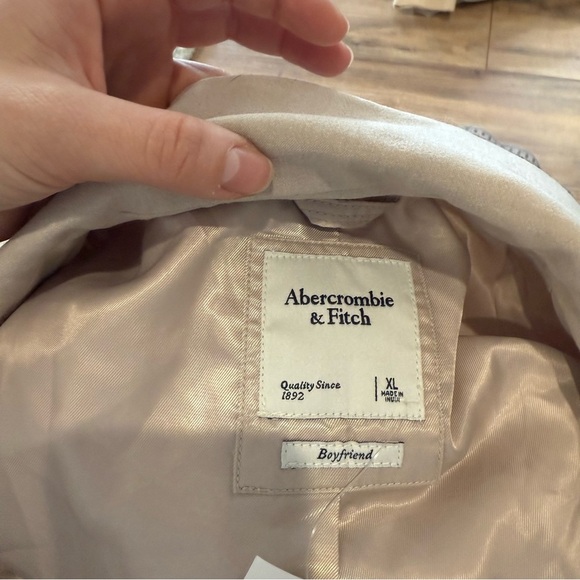 Abercrombie
& Fitch
Quality Since
1892
XL
MADE IN
INDIA
Boyfriend